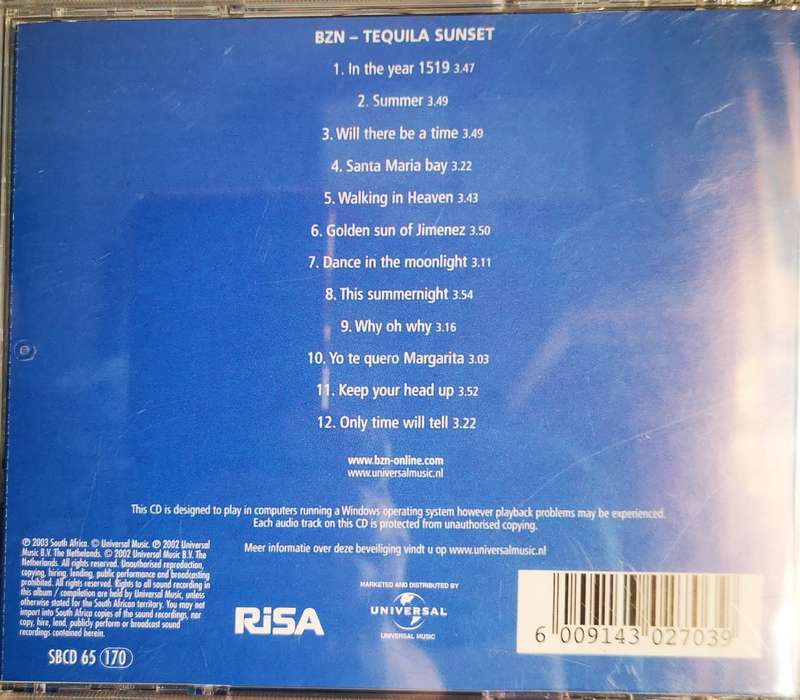 BZN – TEQUILA SUNSET
1. In the year 1519 3.47
2. Summer 3.49
3. Will there be a time 3.49
4. Santa Maria bay 3.22
5. Walking in Heaven 3.43
6. Golden sun of Jimenez 3.50
7. Dance in the moonlight 3.11
8. This summernight 3.54
9. Why oh why 3.16
10. Yo te quero Margarita 3.03
11. Keep your head up 3.52
12. Only time will tell 3.22
www.bzn-online.com
www.universalmusic.nl
This CD is designed to play in computers running a Windows operating system however playback problems may be experienced.
Each audio track on this CD is protected from unauthorised copying.
Meer informatie over deze beveiliging vindt u op www.universalmusic.nl
℗ 2003 South Africa. © Universal Music. ℗ 2002 Universal
Music B.V. The Netherlands. © 2002 Universal Music B.V. The
Netherlands. All rights reserved. Unauthorised reproduction,
copying, hiring, lending, public performance and broadcasting
prohibited. All rights reserved. Rights to all sound recording in
this album / compilation are held by Universal Music, unless
otherwise stated for the South African territory. You may not
import into South Africa copies of the sound recordings, nor
copy, hire, lend, publicly perform or broadcast sound
recordings contained herein.
SBCD 65 170
RiSA
MARKETED AND DISTRIBUTED BY
UNIVERSAL
UNIVERSAL MUSIC
6 009143 027039